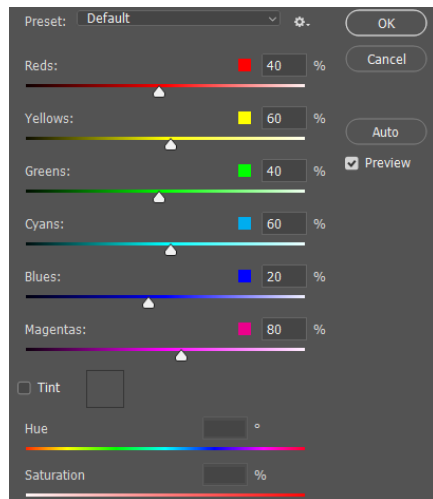 Preset: Default OK
Reds: 40 % Cancel
Yellows: 60 %
Auto
Greens: 40 % Preview
Cyans: 60 %
Blues: 20 %
Magentas: 80 %
Tint
Hue °
Saturation %